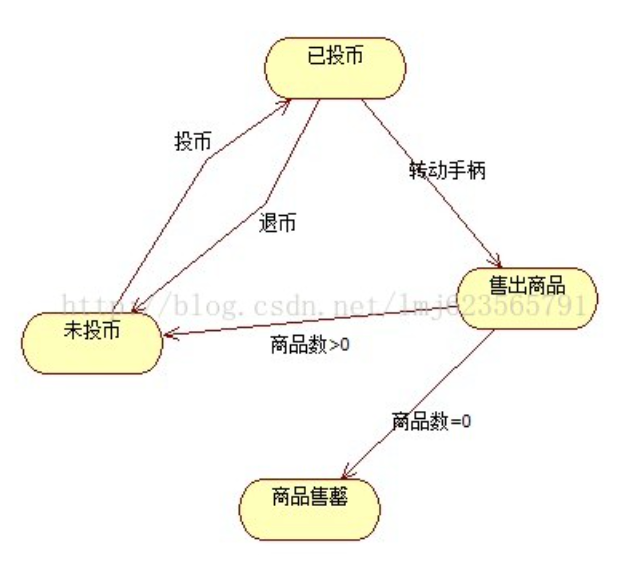 已投币
投币
转动手柄
退币
售出商品
http://blog.csdn.net/lmj623565791
未投币
商品数>0
商品数=0
商品售罄